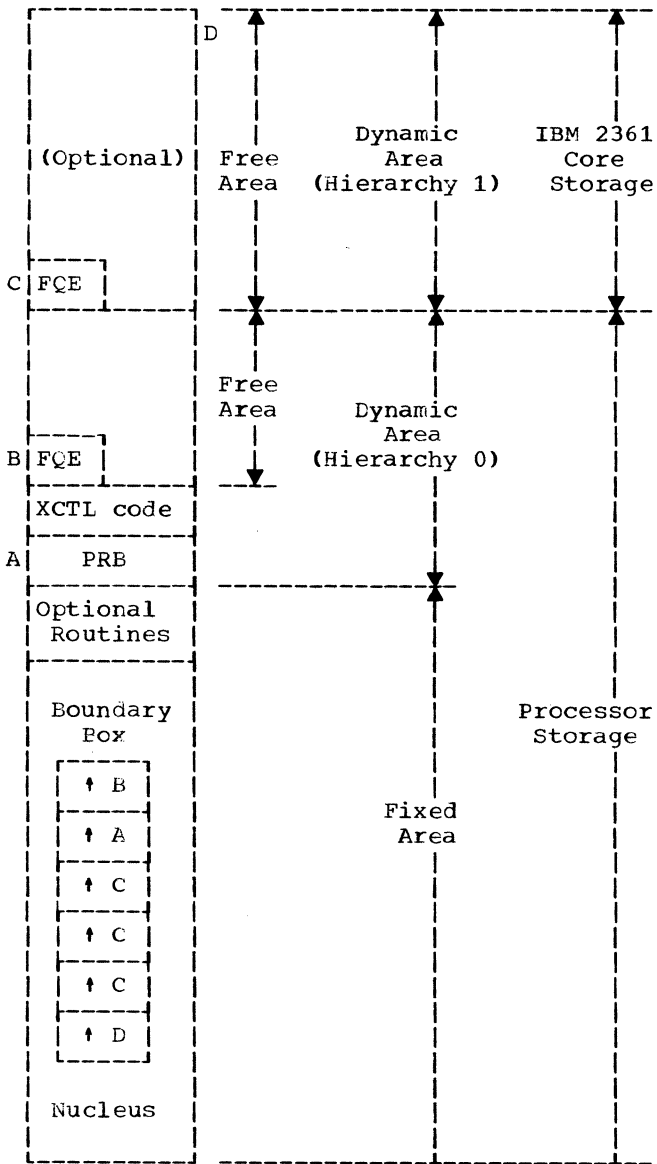 D
(Optional)
Free
Area
Dynamic
Area
(Hierarchy 1)
IBM 2361
Core
Storage
C
FQE
Free
Area
Dynamic
Area
(Hierarchy 0)
B
FQE
XCTL code
A
PRB
Optional
Routines
Boundary
Box
Processor
Storage
↑ B
↑ A
Fixed
Area
↑ C
↑ C
↑ C
↑ D
Nucleus